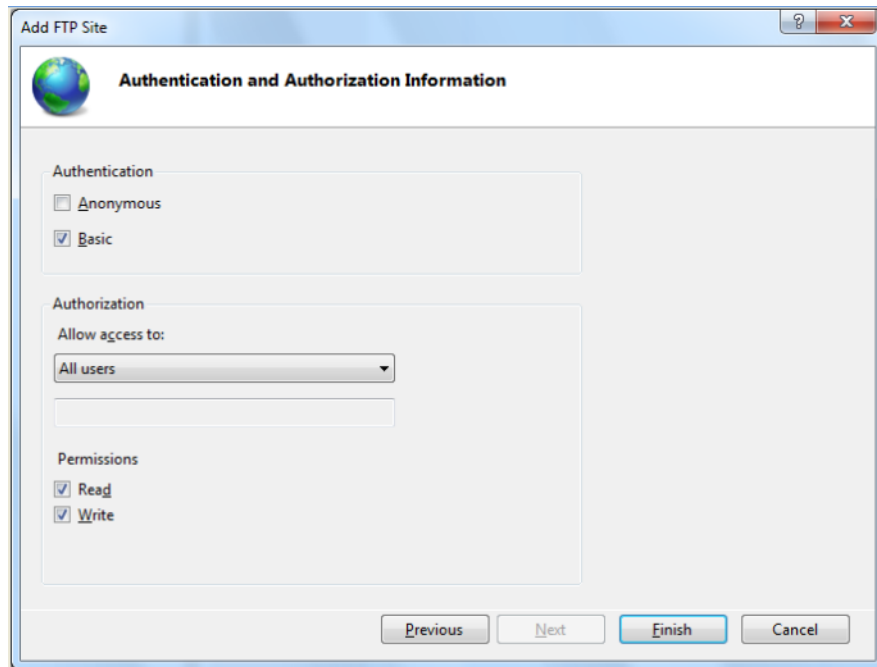 Add FTP Site
Authentication and Authorization Information
Authentication
Anonymous
Basic
Authorization
Allow access to:
All users
Permissions
Read
Write
Previous Next Finish Cancel